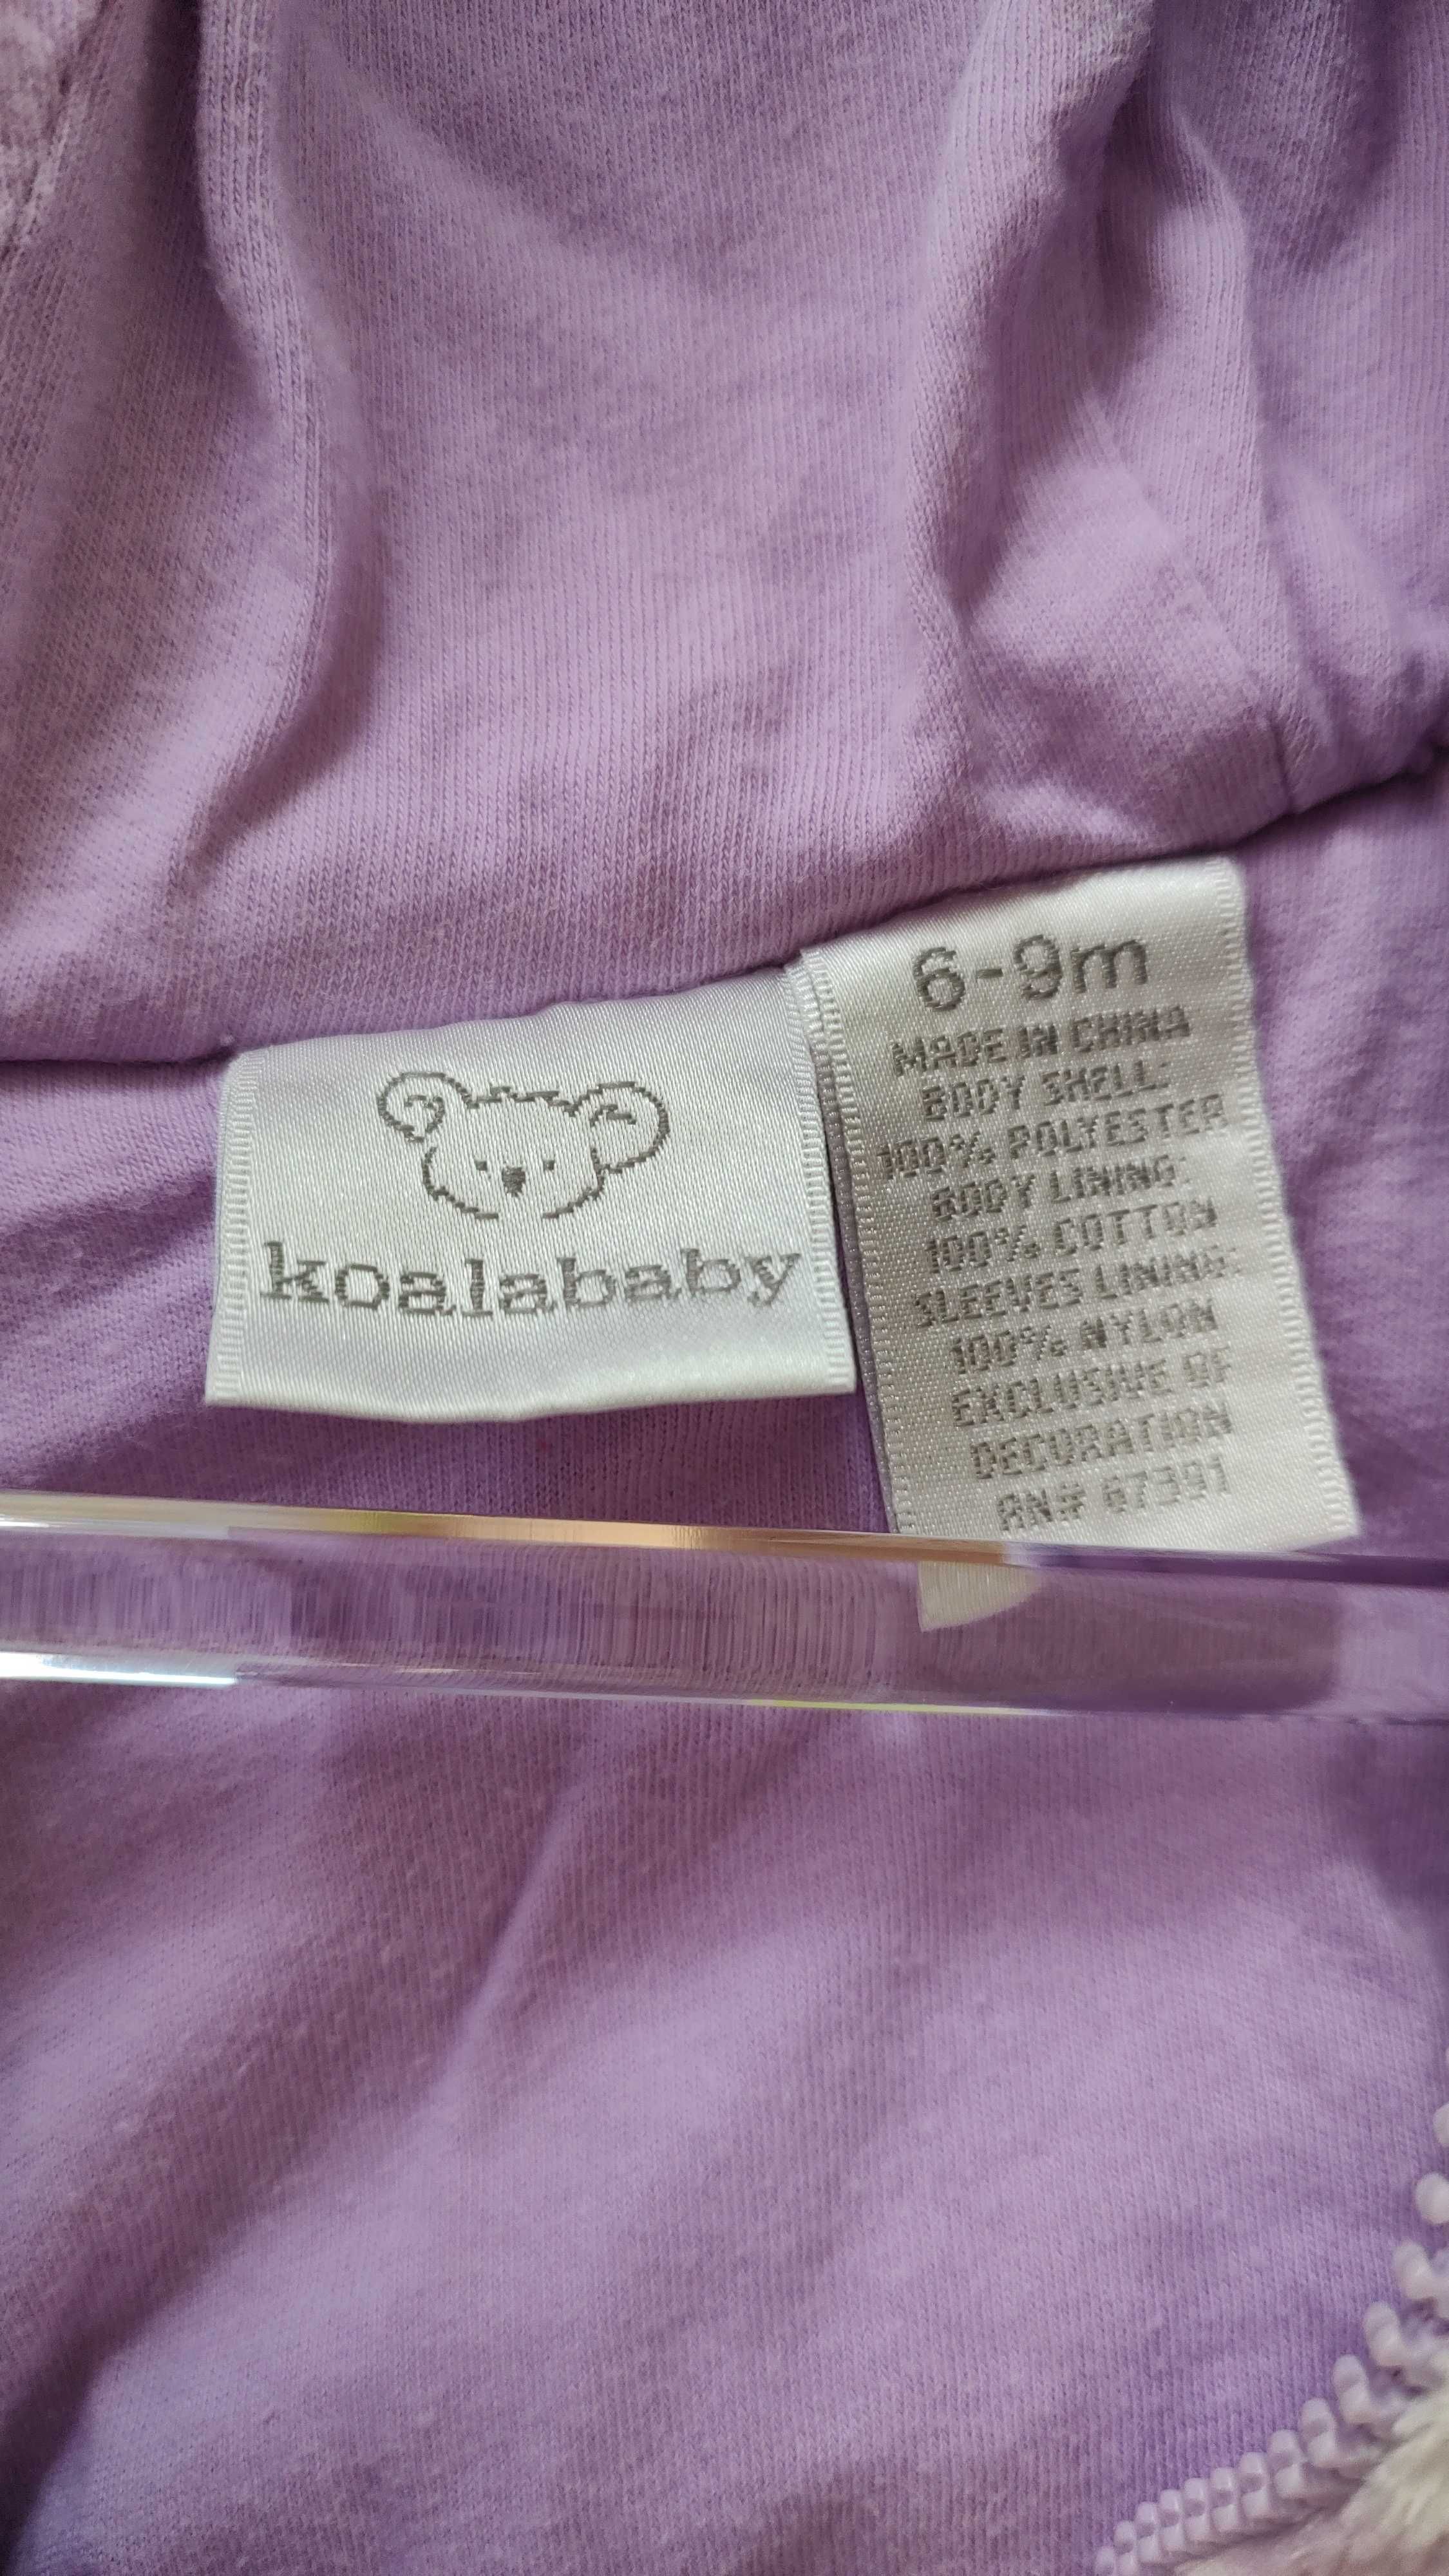 koalababy
6-9m
MADE IN CHINA
BODY SHELL:
100% POLYESTER
BODY LINING:
100% COTTON
SLEEVES LINING:
100% NYLON
EXCLUSIVE OF
DECORATION
RN# 67391